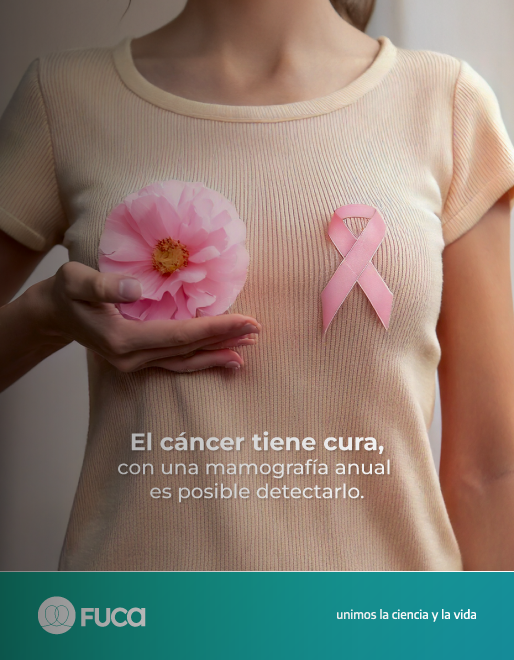 El cáncer tiene cura,
con una mamografía anual
es posible detectarlo.
FUCA
unimos la ciencia y la vida